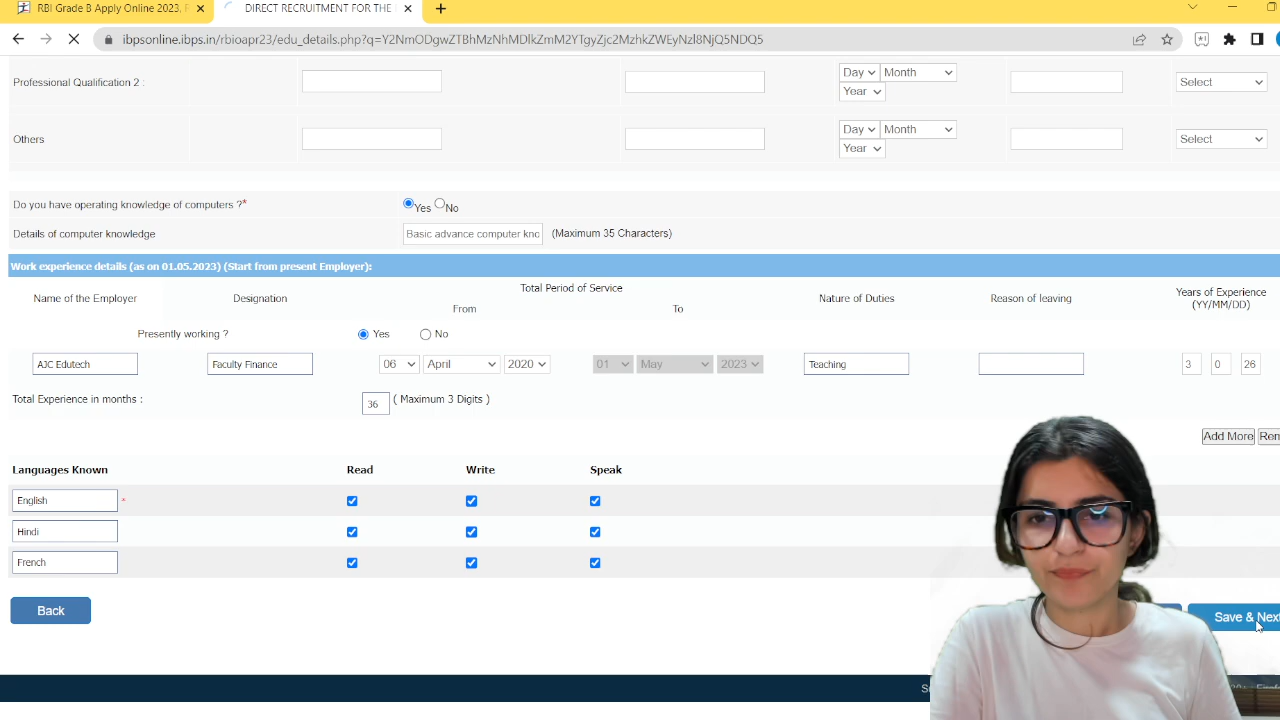 RBI Grade B Apply Online 2023,
DIRECT RECRUITMENT FOR THE
ibpsonline.ibps.in/rbioapr23/edu_details.php?q=Y2NmODgwZTBhMzNhMDlkZmM2YTgyZjc2MzhkZWEyNzl8NjQ5NDQ5
Professional Qualification 2 :
Day Month
Year
Select
Others
Day Month
Year
Select
Do you have operating knowledge of computers ?*
Yes No
Details of computer knowledge
Basic advance computer kno
(Maximum 35 Characters)
Work experience details (as on 01.05.2023) (Start from present Employer):
Name of the Employer
Designation
Total Period of Service
From
To
Nature of Duties
Reason of leaving
Years of Experience
(YY/MM/DD)
Presently working ?
Yes No
AJC Edutech
Faculty Finance
06 April 2020
01 May 2023
Teaching
3 0 26
Total Experience in months :
36
( Maximum 3 Digits )
Add More
Languages Known Read Write Speak
English *
Hindi
French
Back
Save & Next